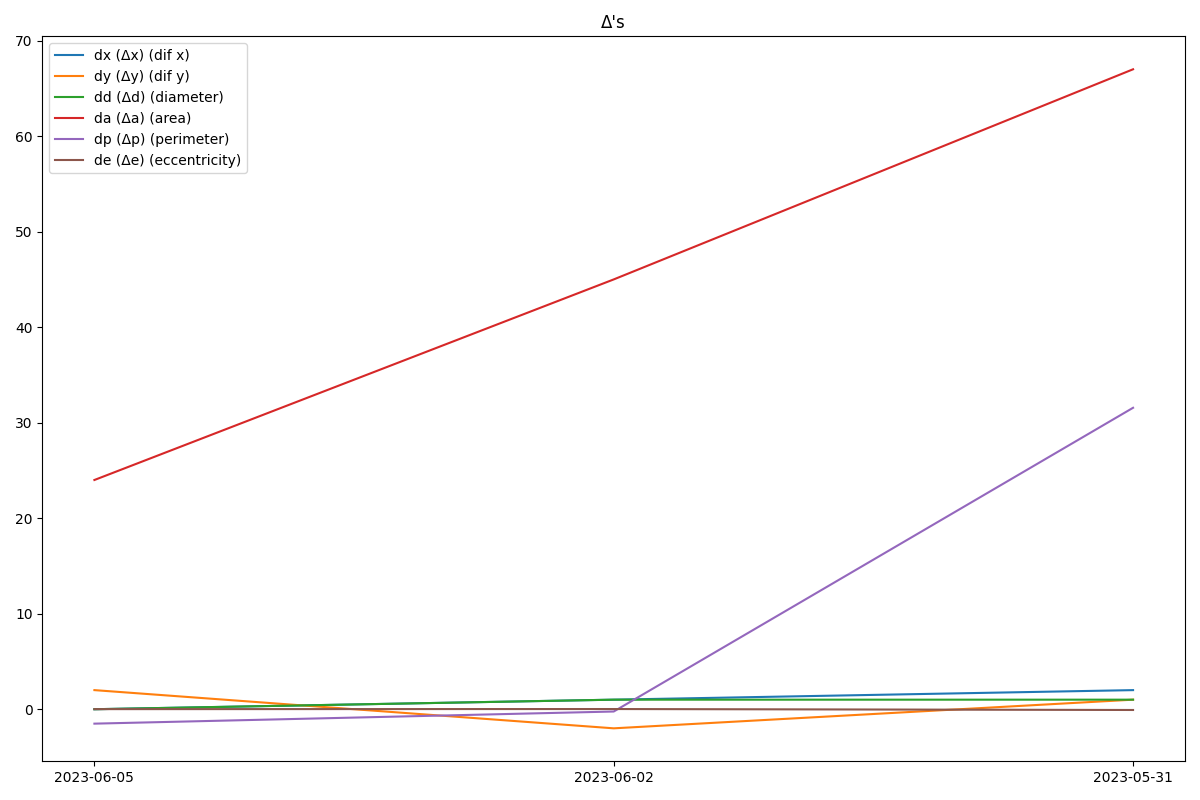 Δ's
70
60
50
40
30
20
10
0
dx (Δx) (dif x)
dy (Δy) (dif y)
dd (Δd) (diameter)
da (Δa) (area)
dp (Δp) (perimeter)
de (Δe) (eccentricity)
2023-06-05 2023-06-02 2023-05-31